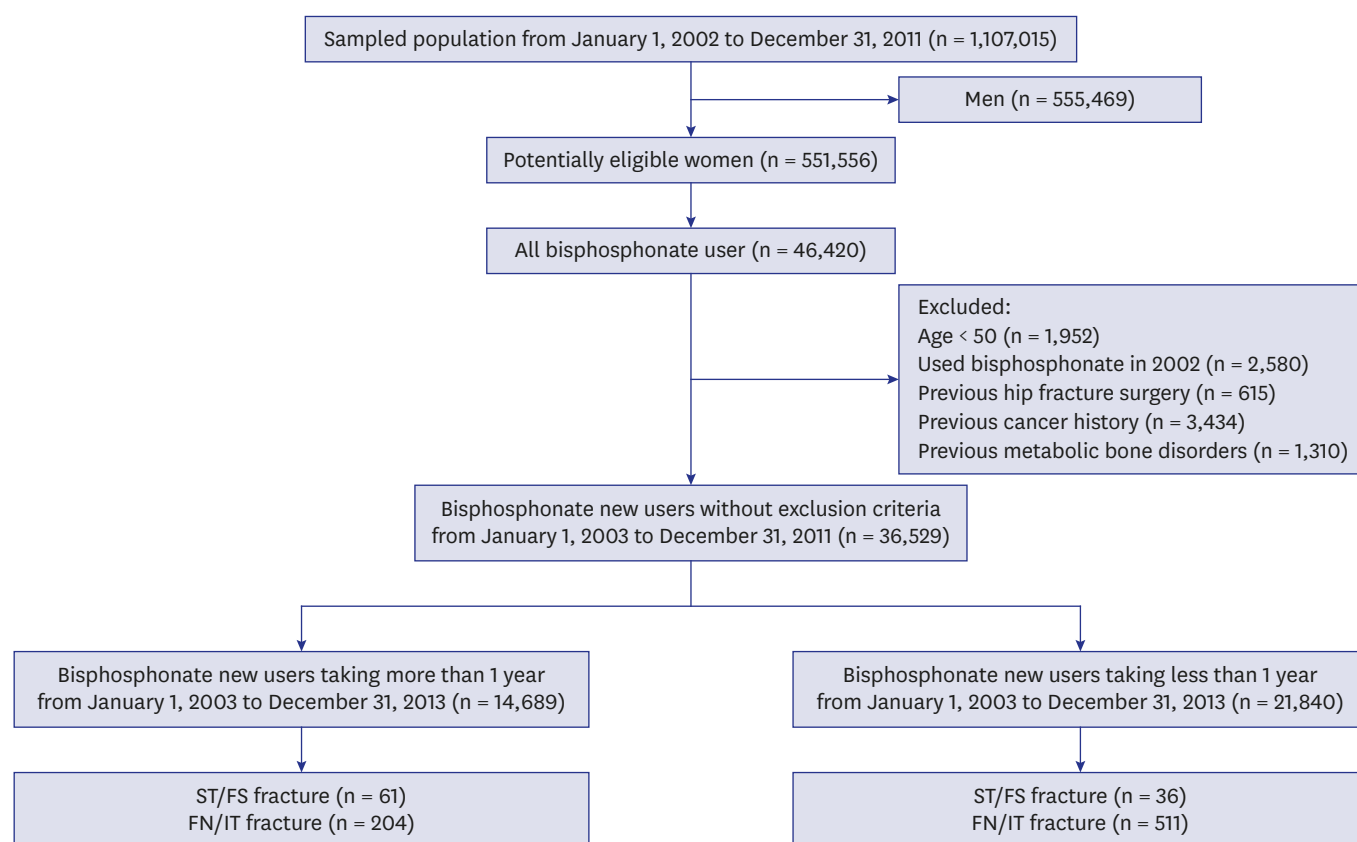 Sampled population from January 1, 2002 to December 31, 2011 (n = 1,107,015)
Men (n = 555,469)
Potentially eligible women (n = 551,556)
All bisphosphonate user (n = 46,420)
Excluded:
Age < 50 (n = 1,952)
Used bisphosphonate in 2002 (n = 2,580)
Previous hip fracture surgery (n = 615)
Previous cancer history (n = 3,434)
Previous metabolic bone disorders (n = 1,310)
Bisphosphonate new users without exclusion criteria
from January 1, 2003 to December 31, 2011 (n = 36,529)
Bisphosphonate new users taking more than 1 year
from January 1, 2003 to December 31, 2013 (n = 14,689)
Bisphosphonate new users taking less than 1 year
from January 1, 2003 to December 31, 2013 (n = 21,840)
ST/FS fracture (n = 61)
FN/IT fracture (n = 204)
ST/FS fracture (n = 36)
FN/IT fracture (n = 511)